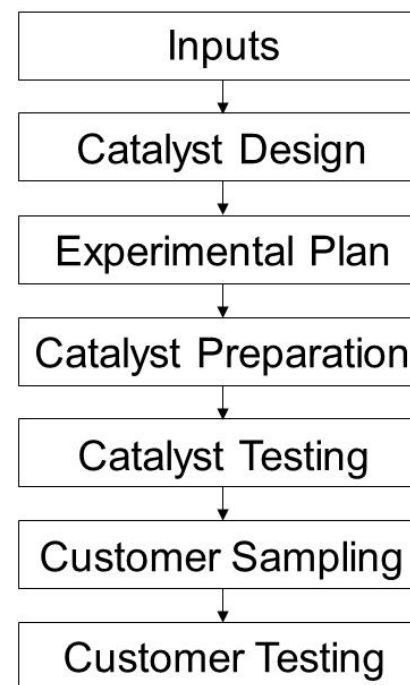 Inputs
Catalyst Design
Experimental Plan
Catalyst Preparation
Catalyst Testing
Customer Sampling
Customer Testing